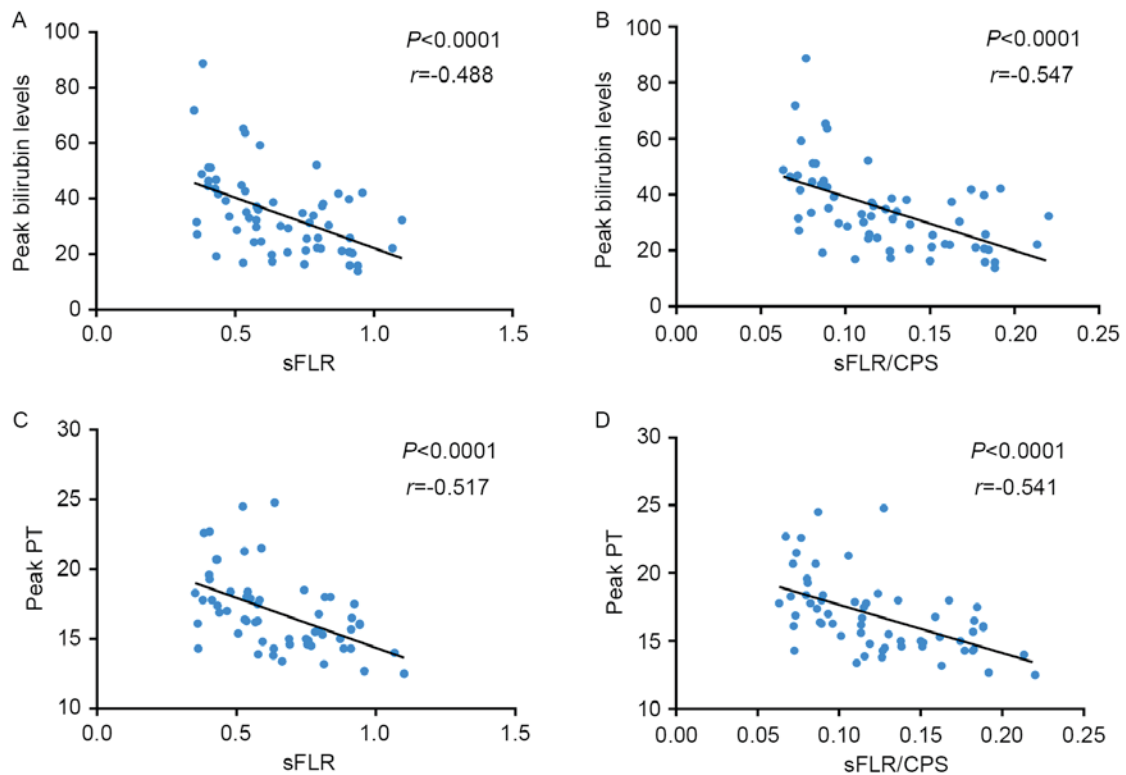 A
P<0.0001
r=-0.488
Peak bilirubin levels
100
80
60
40
20
0
0.0 0.5 1.0 1.5
sFLR
B
P<0.0001
r=-0.547
Peak bilirubin levels
100
80
60
40
20
0
0.00 0.05 0.10 0.15 0.20 0.25
sFLR/CPS
C
P<0.0001
r=-0.517
Peak PT
30
25
20
15
10
0.0 0.5 1.0 1.5
sFLR
D
P<0.0001
r=-0.541
Peak PT
30
25
20
15
10
0.00 0.05 0.10 0.15 0.20 0.25
sFLR/CPS